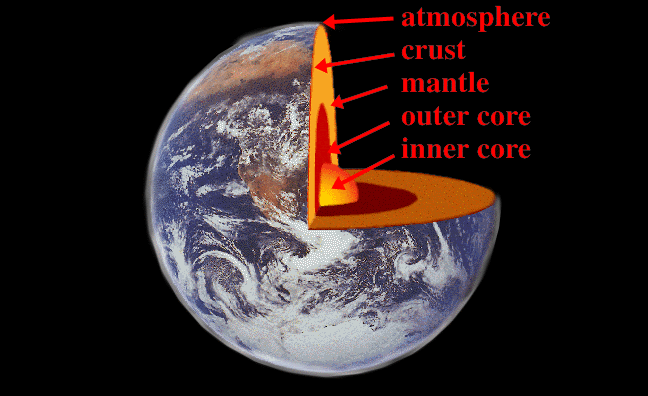 atmosphere
crust
mantle
outer core
inner core